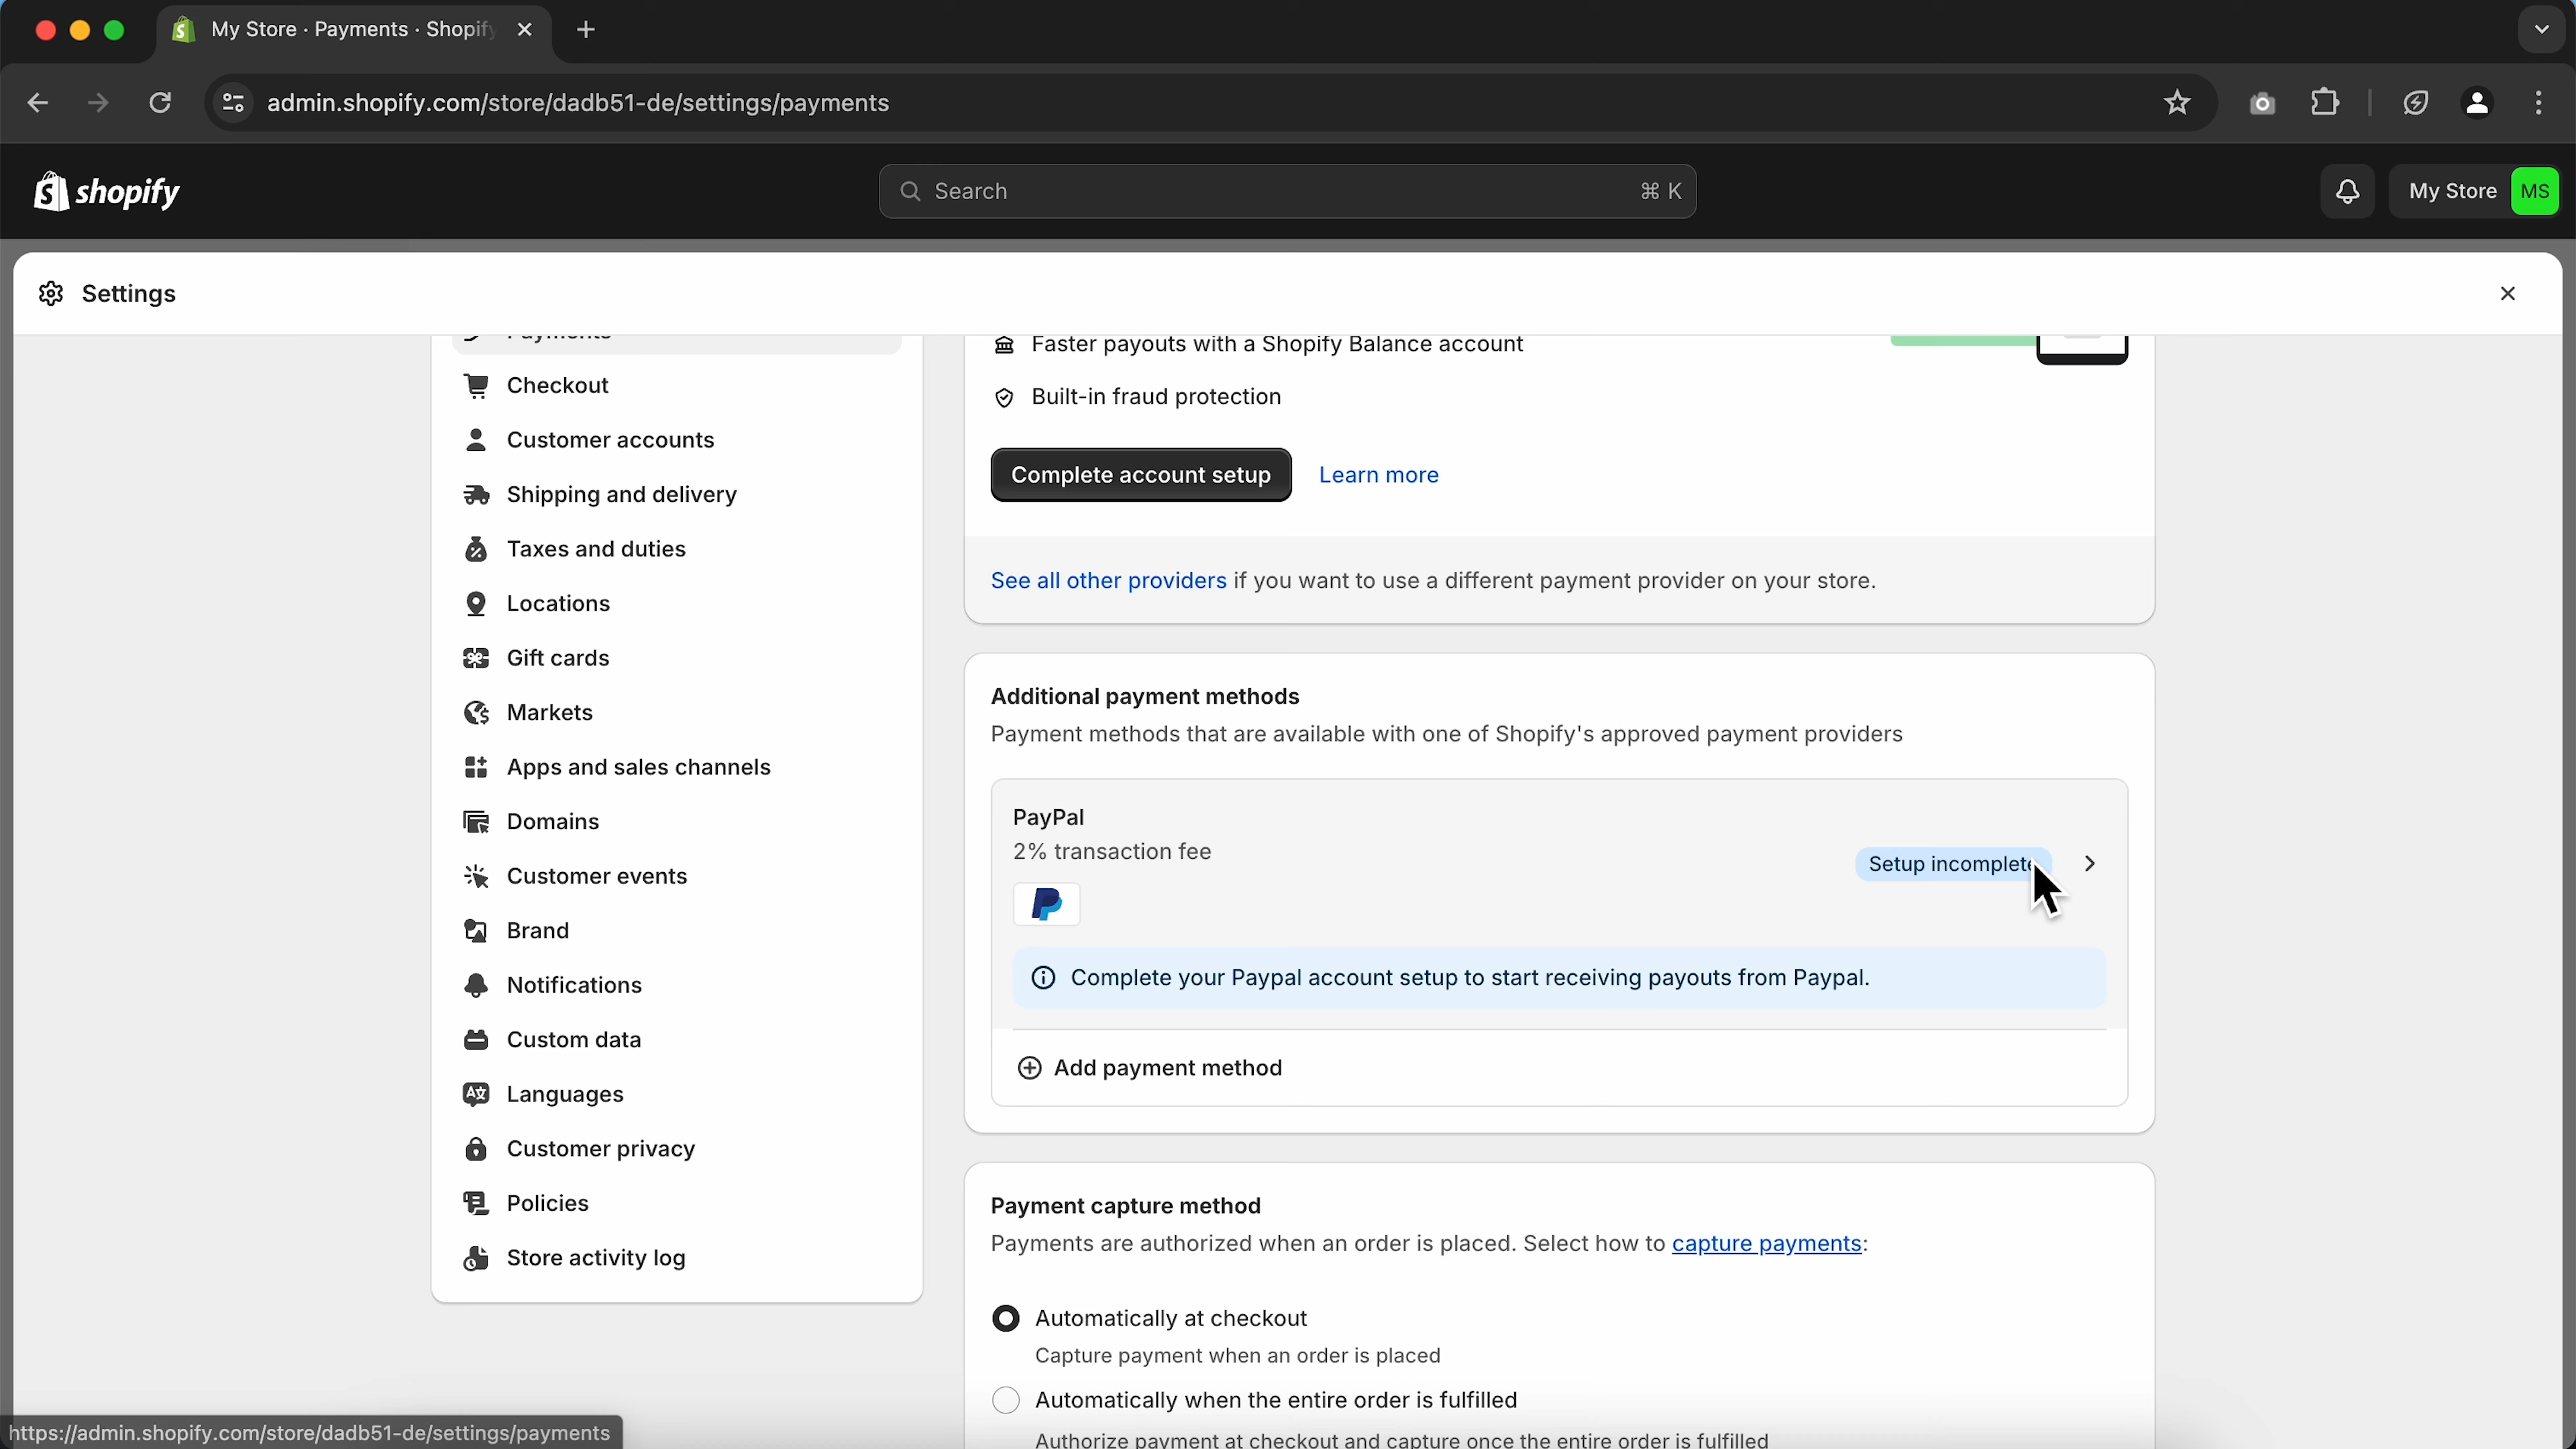 My Store · Payments · Shopify
admin.shopify.com/store/dadb51-de/settings/payments
shopify
Search
⌘ K
My Store
MS
Settings
Payments
Checkout
Customer accounts
Shipping and delivery
Taxes and duties
Locations
Gift cards
Markets
Apps and sales channels
Domains
Customer events
Brand
Notifications
Custom data
Languages
Customer privacy
Policies
Store activity log
Faster payouts with a Shopify Balance account
Built-in fraud protection
Complete account setup
Learn more
See all other providers if you want to use a different payment provider on your store.
Additional payment methods
Payment methods that are available with one of Shopify's approved payment providers
PayPal
2% transaction fee
Setup incomplete
Complete your Paypal account setup to start receiving payouts from Paypal.
Add payment method
Payment capture method
Payments are authorized when an order is placed. Select how to capture payments:
Automatically at checkout
Capture payment when an order is placed
Automatically when the entire order is fulfilled
Authorize payment at checkout and capture once the entire order is fulfilled
https://admin.shopify.com/store/dadb51-de/settings/payments